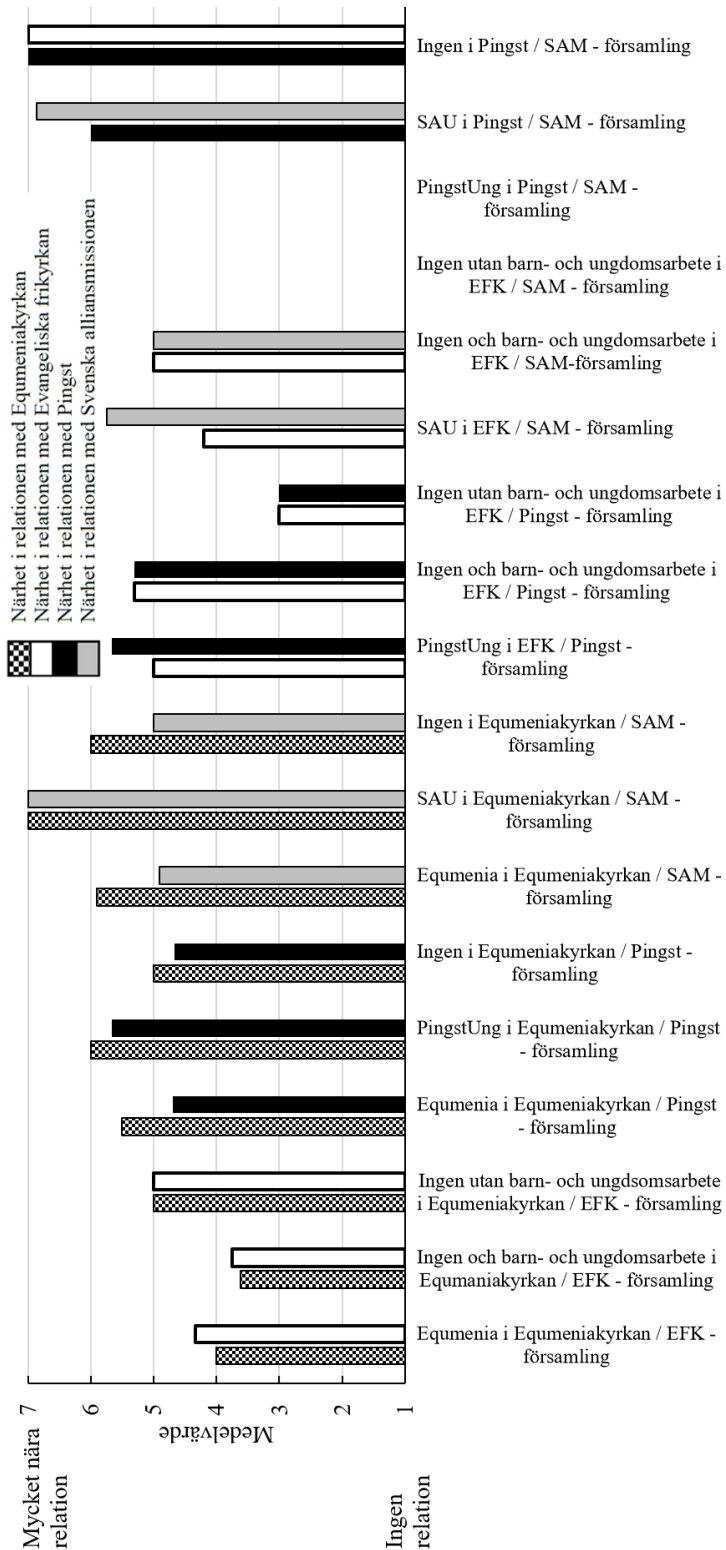 Närhet i relationen med Equmeniakyrkan
Närhet i relationen med Evangeliska frikyrkan
Närhet i relationen med Pingst
Närhet i relationen med Svenska alliansmissionen
Mycket nära
relation
7
6
5
4
3
2
1
Medelvärde
Ingen
relation
Ingen i Pingst / SAM - församling
SAU i Pingst / SAM - församling
PingstUng i Pingst / SAM -
församling
Ingen utan barn- och ungdomsarbete i
EFK / SAM - församling
Ingen och barn- och ungdomsarbete i
EFK / SAM-församling
SAU i EFK / SAM - församling
Ingen utan barn- och ungdomsarbete i
EFK / Pingst - församling
Ingen och barn- och ungdomsarbete i
EFK / Pingst - församling
PingstUng i EFK / Pingst -
församling
Ingen i Equmeniakyrkan / SAM -
församling
SAU i Equmeniakyrkan / SAM -
församling
Equmenia i Equmeniakyrkan / SAM -
församling
Ingen i Equmeniakyrkan / Pingst -
församling
PingstUng i Equmeniakyrkan / Pingst
- församling
Equmenia i Equmeniakyrkan / Pingst
- församling
Ingen utan barn- och ungdsomsarbete
i Equmeniakyrkan / EFK - församling
Ingen och barn- och ungdomsarbete i
Equmaniakyrkan / EFK - församling
Equmenia i Equmeniakyrkan / EFK -
församling